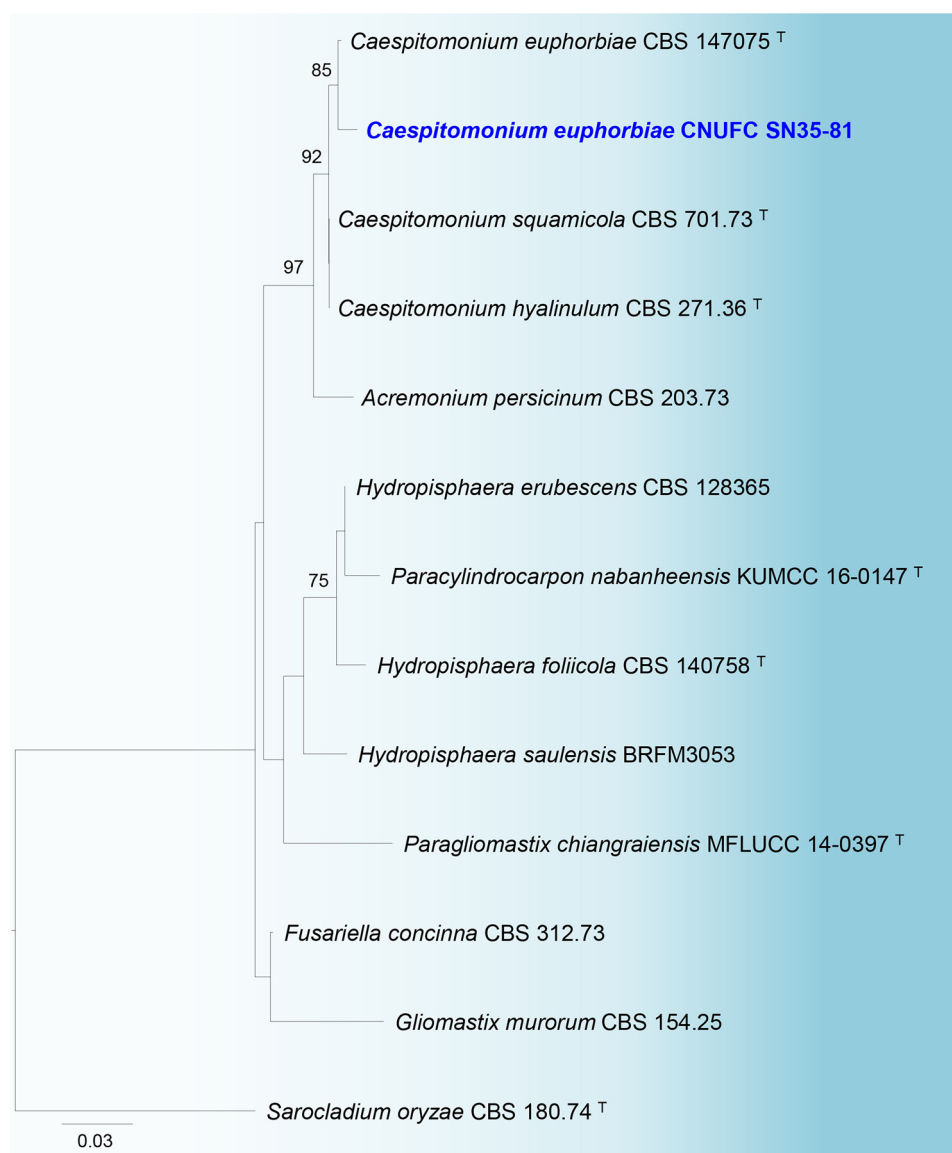 Caespitomonium euphorbiae CBS 147075 T
85
Caespitomonium euphorbiae CNUFC SN35-81
92
Caespitomonium squamicola CBS 701.73 T
97
Caespitomonium hyalinulum CBS 271.36 T
Acremonium persicinum CBS 203.73
Hydropisphaera erubescens CBS 128365
75
Paracylindrocarpon nabanheensis KUMCC 16-0147 T
Hydropisphaera foliicola CBS 140758 T
Hydropisphaera saulensis BRFM3053
Paragliomastix chiangraiensis MFLUCC 14-0397 T
Fusariella concinna CBS 312.73
Gliomastix murorum CBS 154.25
Sarocladium oryzae CBS 180.74 T
0.03